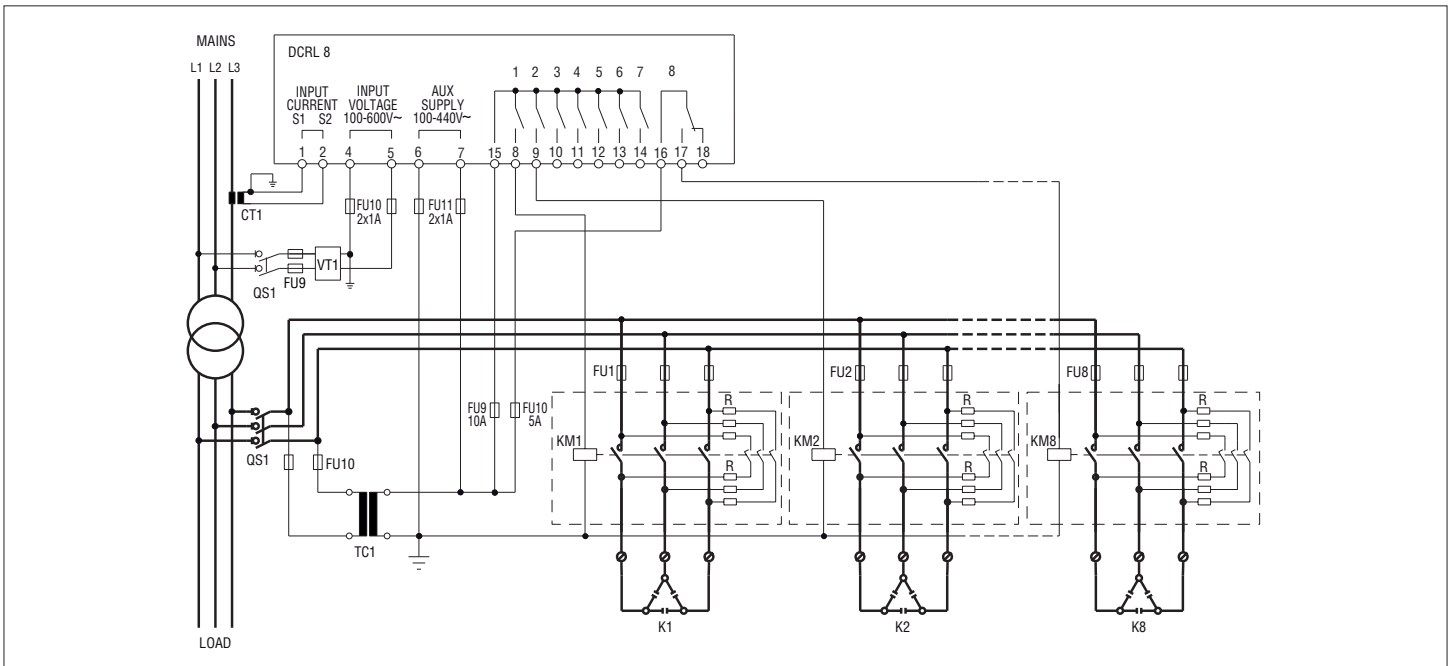 MAINS
L1 L2 L3
DCRL 8
INPUT CURRENT
S1 S2
INPUT VOLTAGE
100-600V~
AUX SUPPLY
100-440V~
1 2 3 4 5 6 7 8
1 2 4 5 6 7 15 8 9 10 11 12 13 14 16 17 18
CT1
FU10
2x1A
FU11
2x1A
VT1
FU9
QS1
FU1
FU2
FU8
FU9
10A
FU10
5A
R
R
R
KM1
KM2
KM8
R
R
R
QS1
FU10
TC1
K1
K2
K8
LOAD